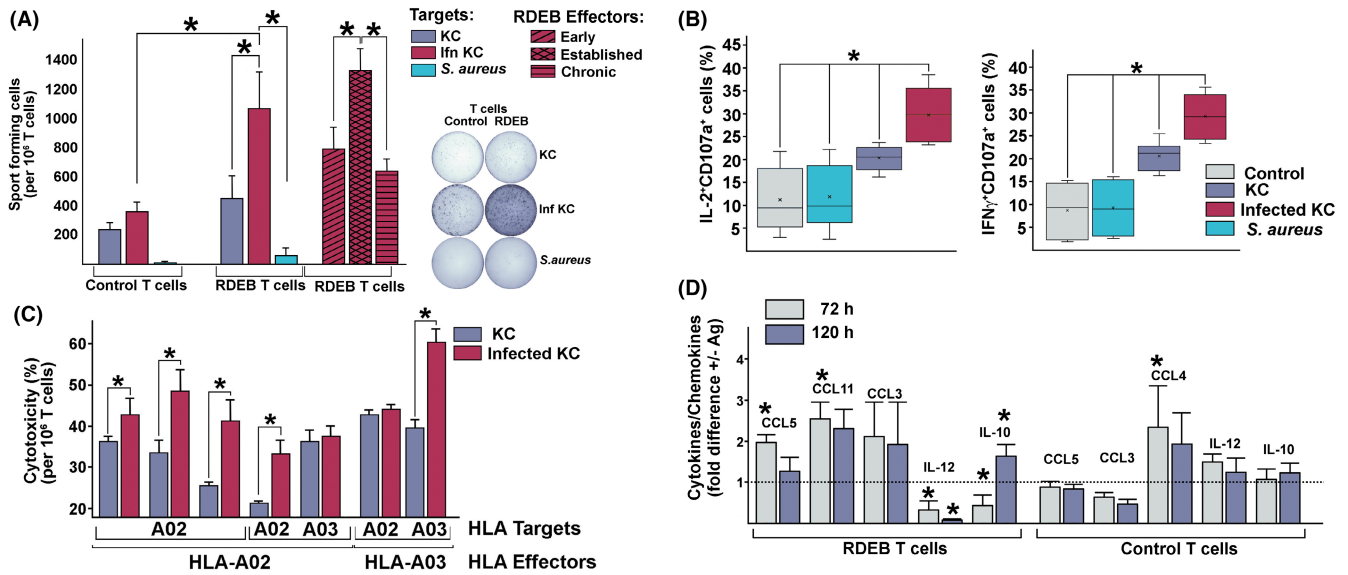 (A)
Sport forming cells
(per 10⁶ T cells)
1400
1200
1000
800
600
400
200
* * * * *
Control T cells
RDEB T cells
RDEB T cells
Targets:
KC
Ifn KC
S. aureus
RDEB Effectors:
Early
Established
Chronic
T cells
Control RDEB
KC
Inf KC
S.aureus
(B)
IL-2⁺CD107a⁺ cells (%)
45
40
35
30
25
20
15
10
5
*
IFNγ⁺CD107a⁺ cells (%)
40
35
30
25
20
15
10
5
*
Control
KC
Infected KC
S. aureus
(C)
Cytotoxicity (%)
(per 10⁶ T cells)
60
50
40
30
20
* * * * *
KC
Infected KC
A02 A02 A03 A02 A03 HLA Targets
HLA-A02 HLA-A03 HLA Effectors
(D)
72 h
120 h
Cytokines/Chemokines
(fold difference +/- Ag)
4
3
2
1
* CCL5
* CCL11
CCL3
IL-12
* *
IL-10
* *
CCL5
CCL3
* CCL4
IL-12
IL-10
RDEB T cells
Control T cells